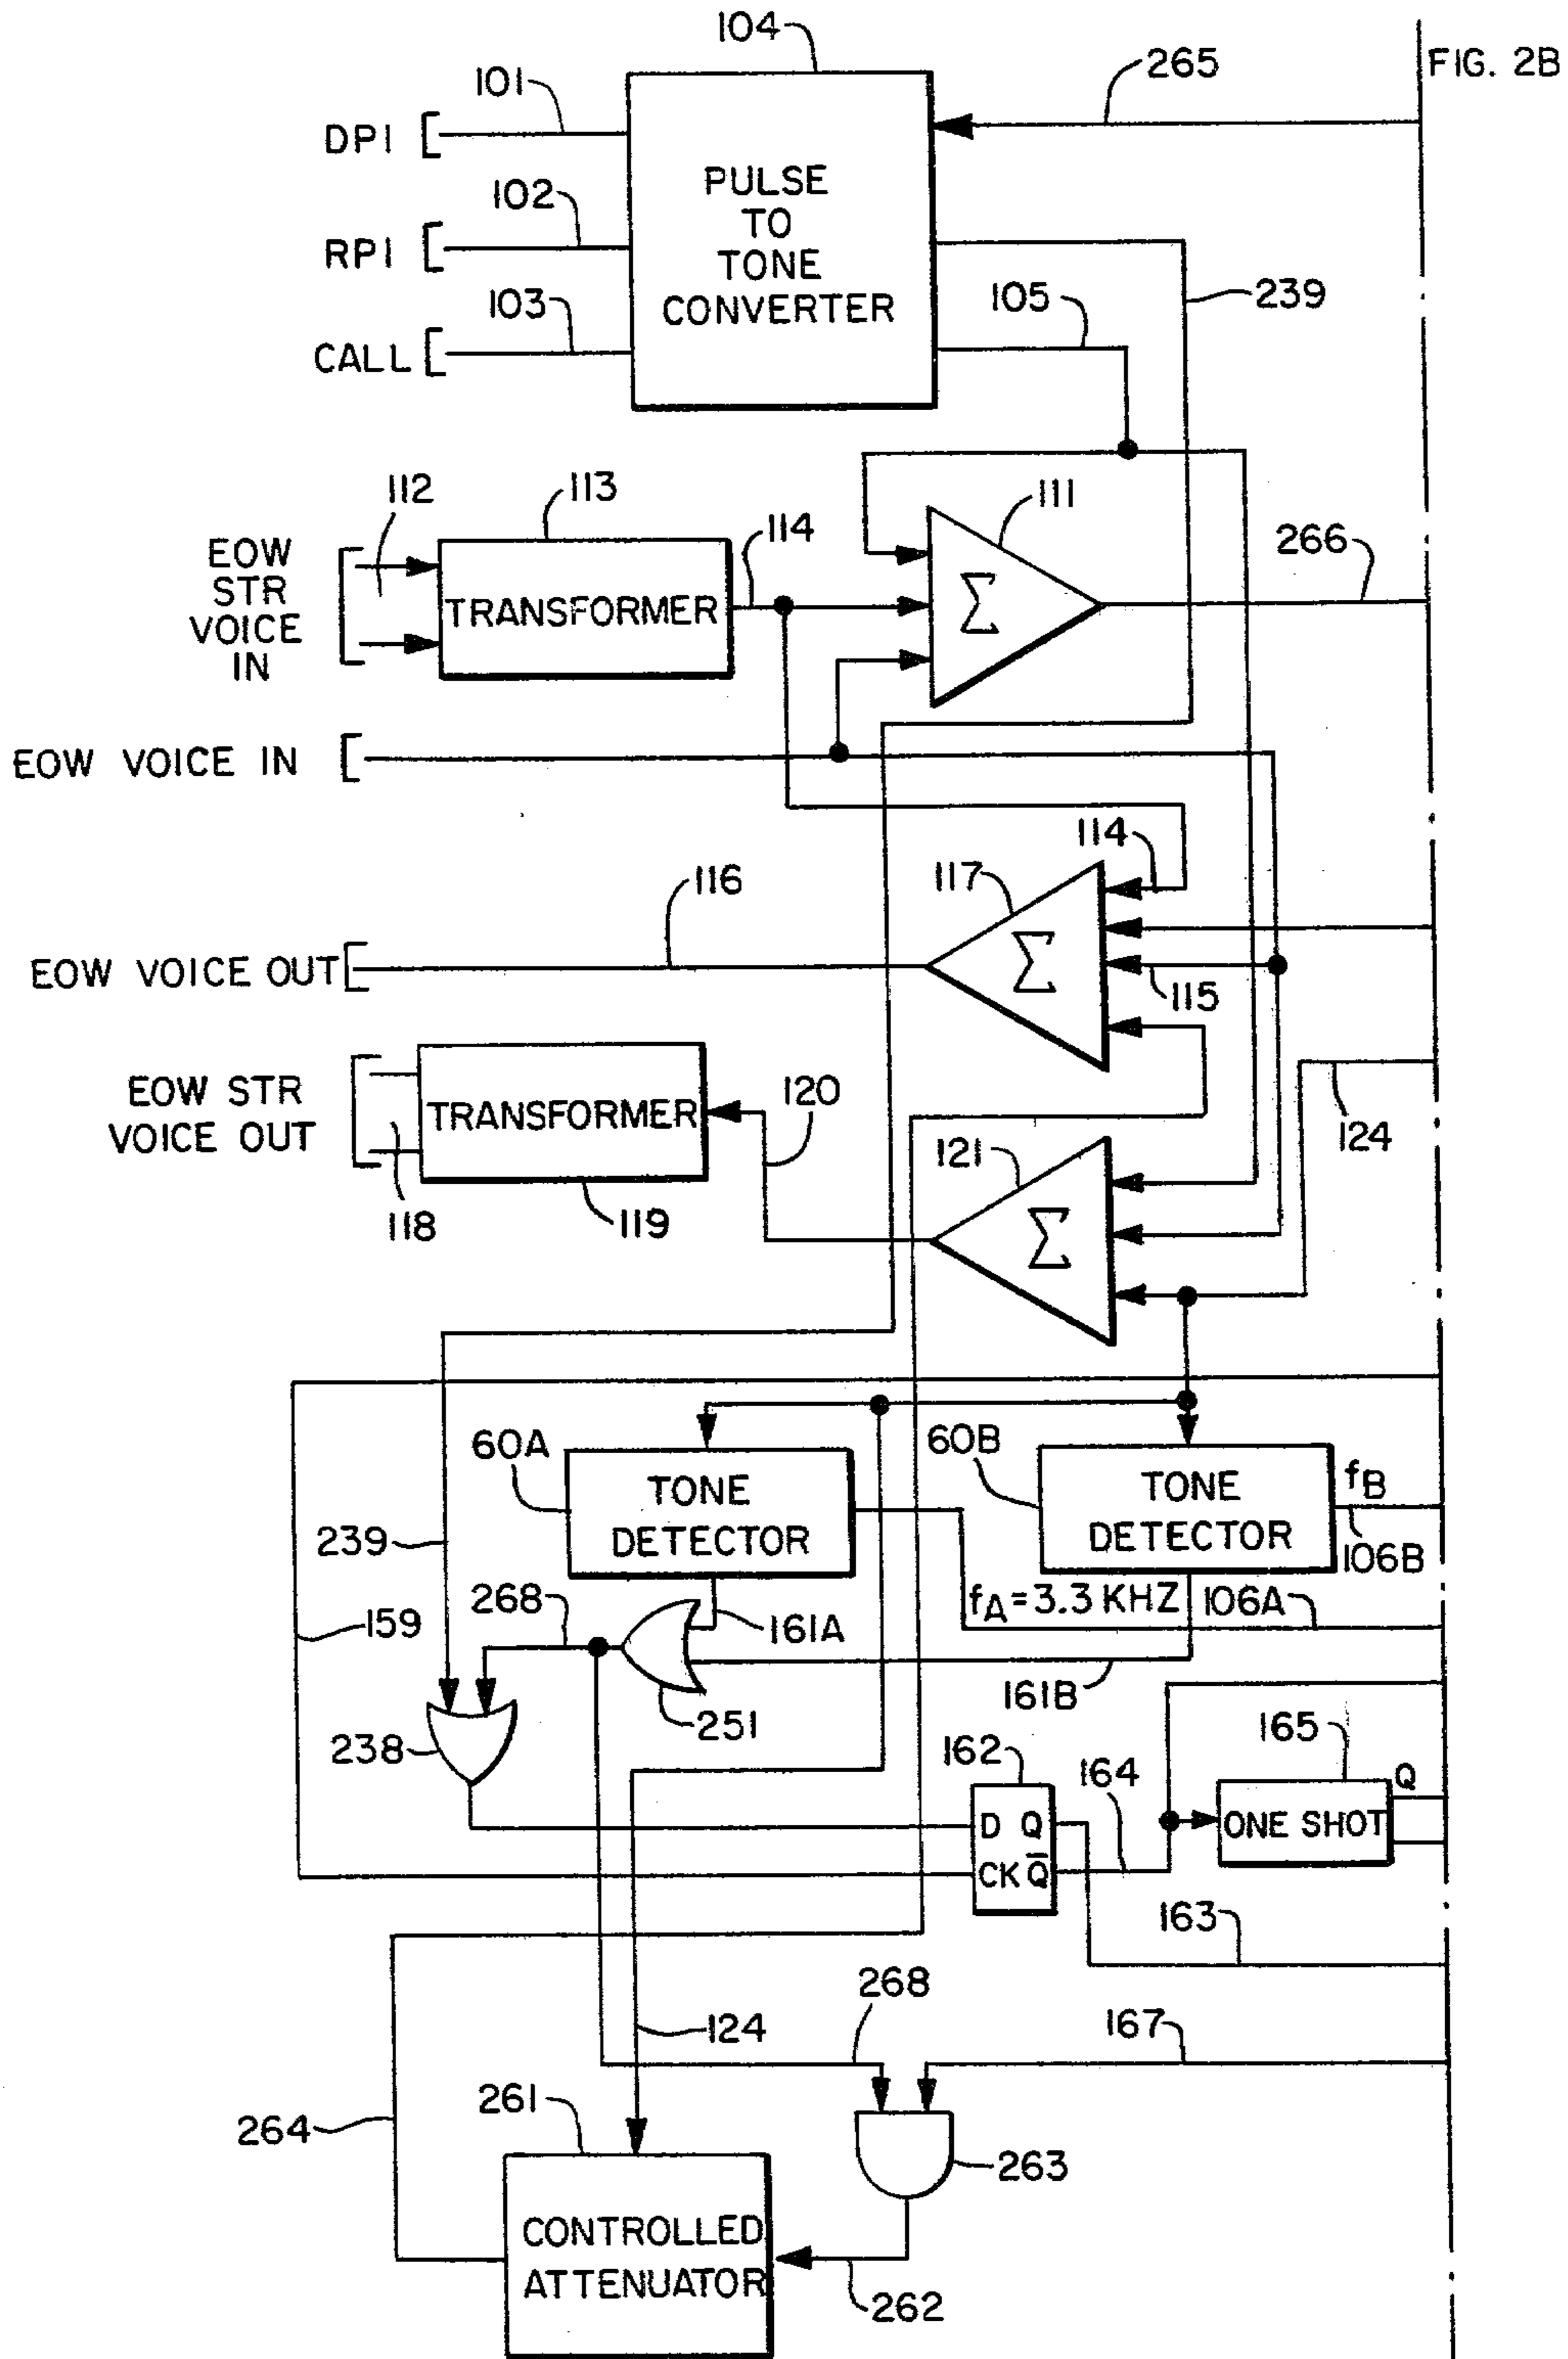 104
FIG. 2B
265
101
DPI [
PULSE
TO
TONE
CONVERTER
102
RPI [
103
CALL [
105
239
112
113
114
111
266
EOW
STR
VOICE
IN
TRANSFORMER
Σ
EOW VOICE IN [
114
117
116
Σ
EOW VOICE OUT [
115
EOW STR
VOICE OUT
TRANSFORMER
120
124
121
118
119
Σ
60A
60B
TONE
DETECTOR
TONE
DETECTOR
fB
106B
239
268
fA = 3.3 KHZ
106A
159
161A
161B
251
238
162
164
165
Q
D Q
CK Q̅
ONE SHOT
163
268
124
167
261
264
263
CONTROLLED
ATTENUATOR
262